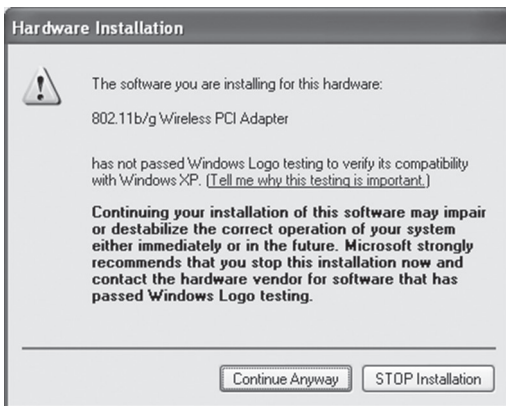 Hardware Installation
The software you are installing for this hardware:
802.11b/g Wireless PCI Adapter
has not passed Windows Logo testing to verify its compatibility
with Windows XP. (Tell me why this testing is important.)
Continuing your installation of this software may impair
or destabilize the correct operation of your system
either immediately or in the future. Microsoft strongly
recommends that you stop this installation now and
contact the hardware vendor for software that has
passed Windows Logo testing.
Continue Anyway
STOP Installation